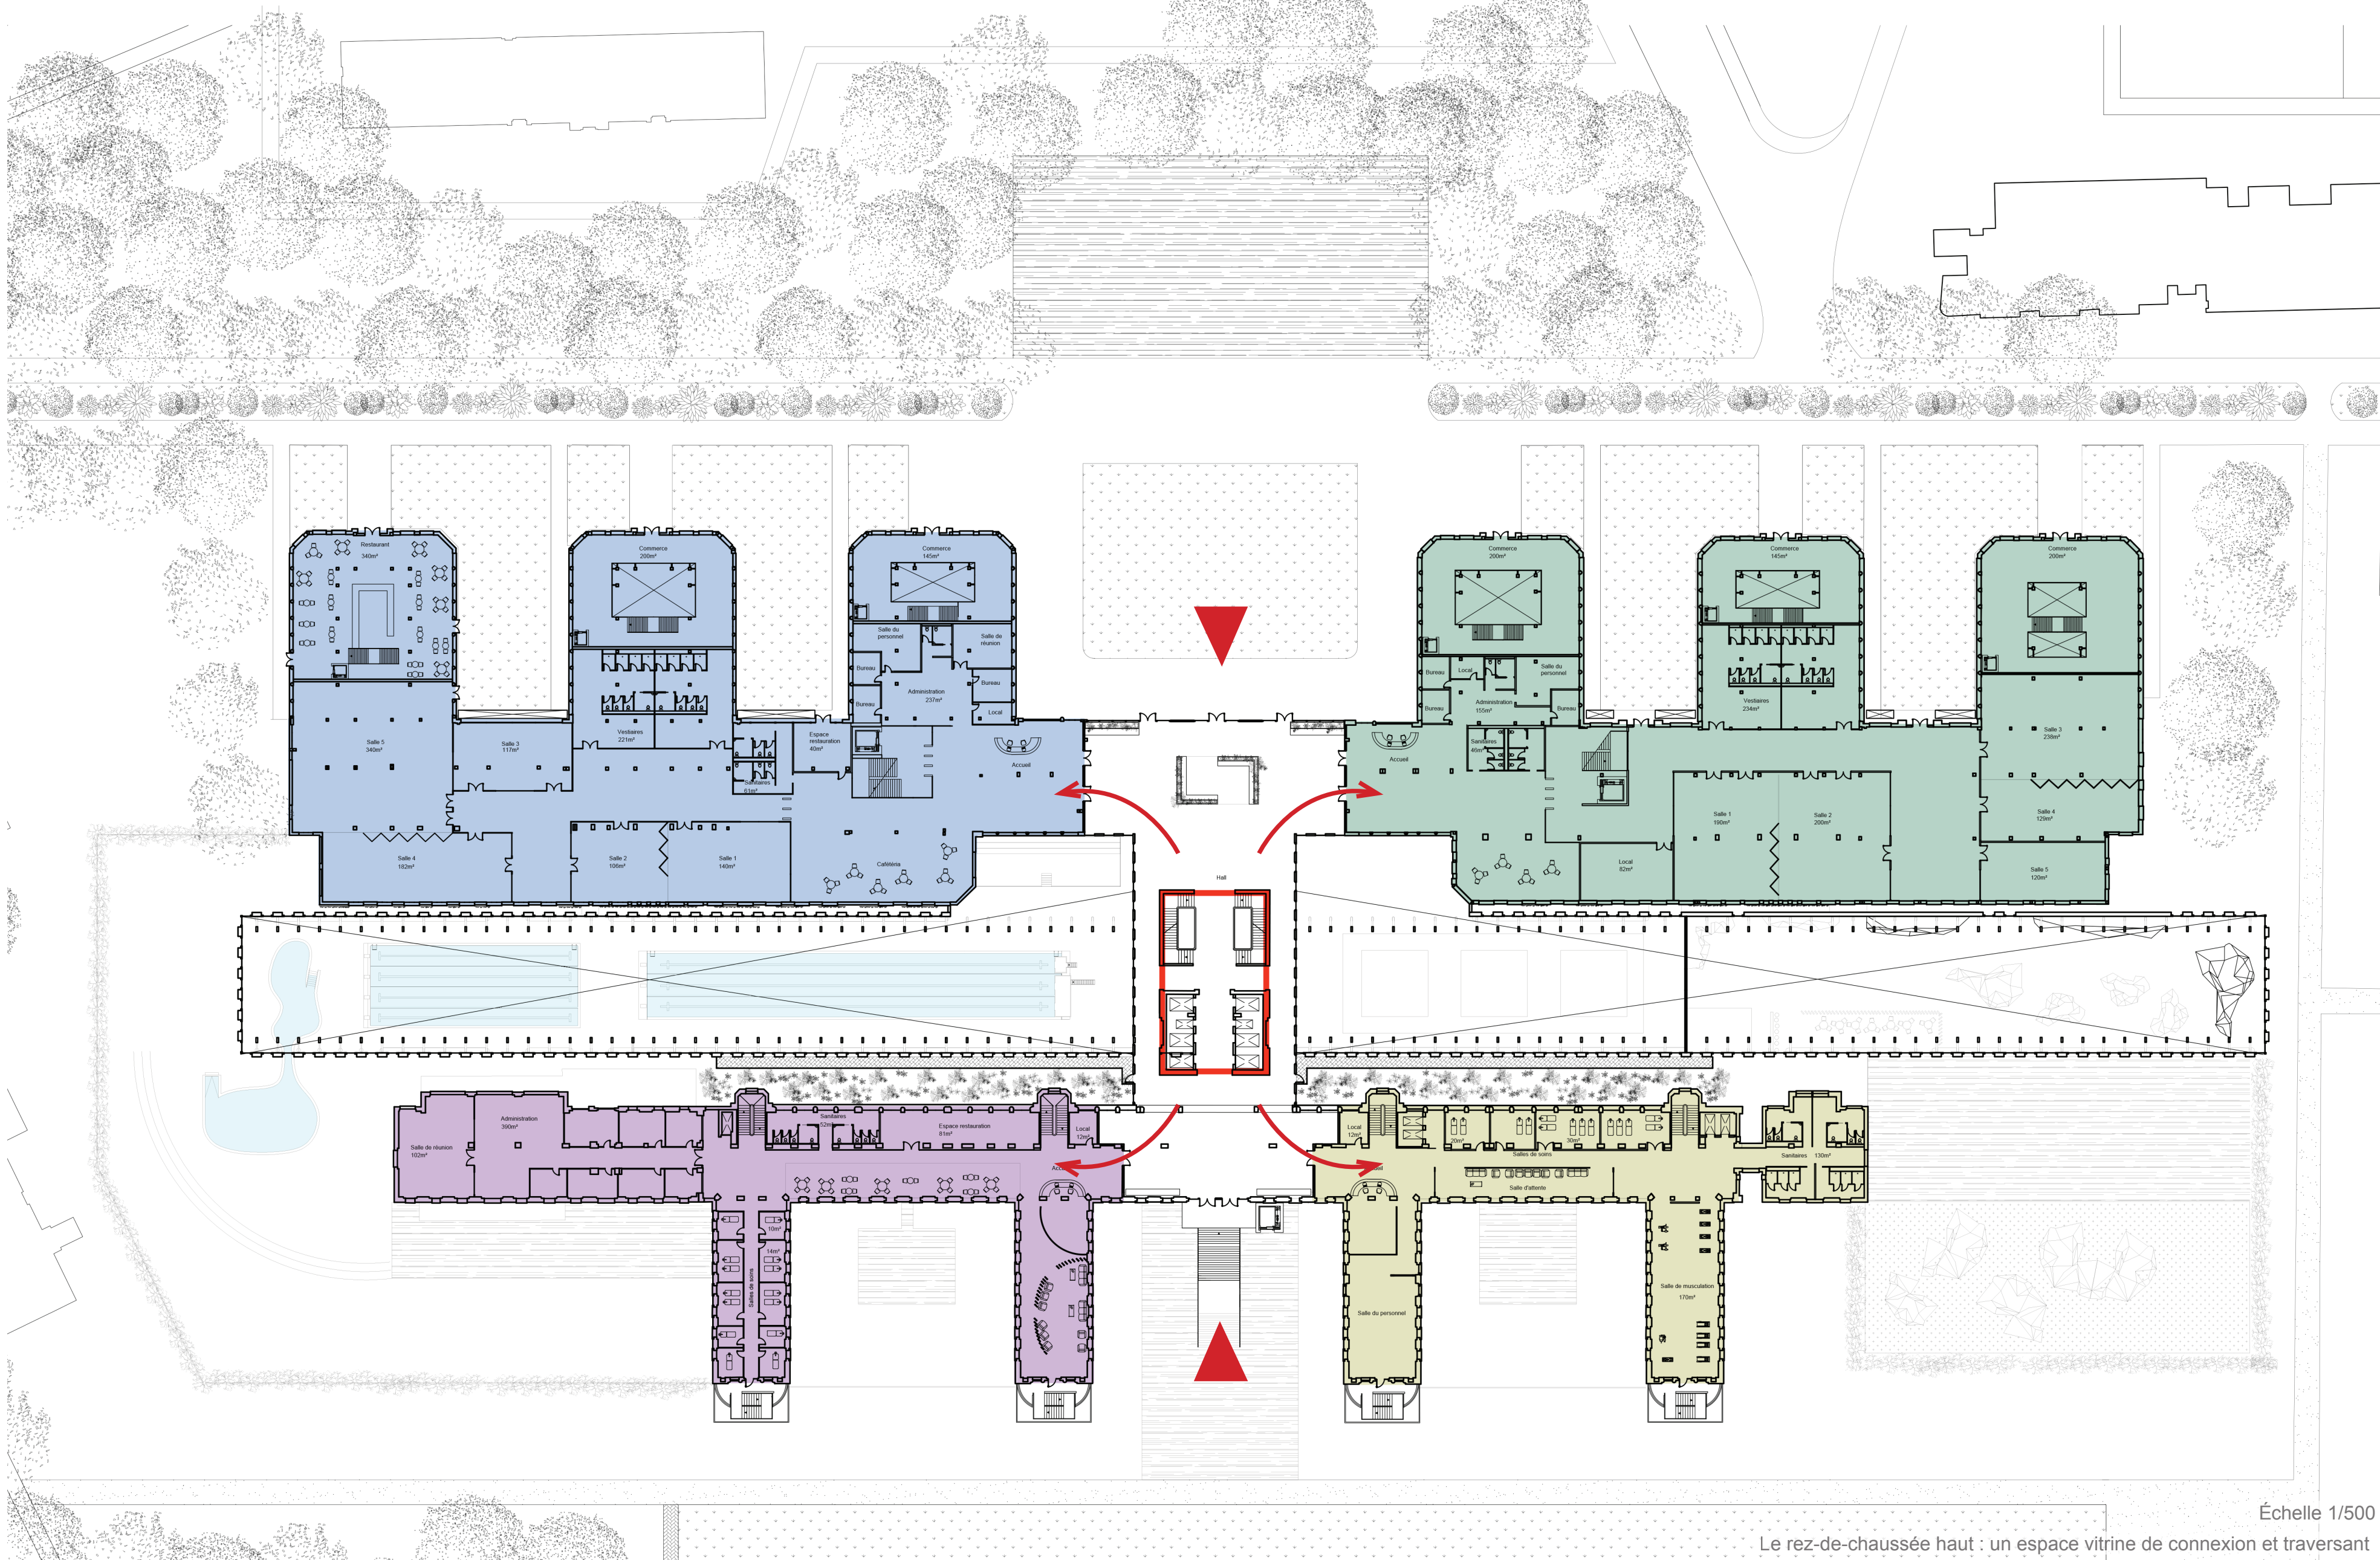 Restaurant
340m²
Commerce
200m²
Commerce
145m²
Salle du
personnel
Salle de
réunion
Bureau
Bureau
Bureau
Administration
237m²
Local
Salle 5
340m²
Salle 3
117m²
Vestiaires
221m²
Sanitaires
61m²
Espace
restauration
40m²
Accueil
Salle 4
182m²
Salle 2
106m²
Salle 1
140m²
Cafétéria
Hall
Commerce
200m²
Commerce
145m²
Commerce
200m²
Bureau
Local
Salle du
personnel
Bureau
Administration
155m²
Bureau
Sanitaires
46m²
Accueil
Vestiaires
234m²
Salle 3
238m²
Salle 1
190m²
Salle 2
200m²
Salle 4
129m²
Local
82m²
Salle 5
120m²
Salle de réunion
102m²
Administration
390m²
Sanitaires
52m²
Espace restauration
81m²
Local
12m²
10m²
14m²
Salles de soins
Local
12m²
20m²
30m²
Salles de soins
Salle d'attente
Sanitaires 130m²
Salle du personnel
Salle de musculation
170m²
Échelle 1/500
Le rez-de-chaussée haut : un espace vitrine de connexion et traversant